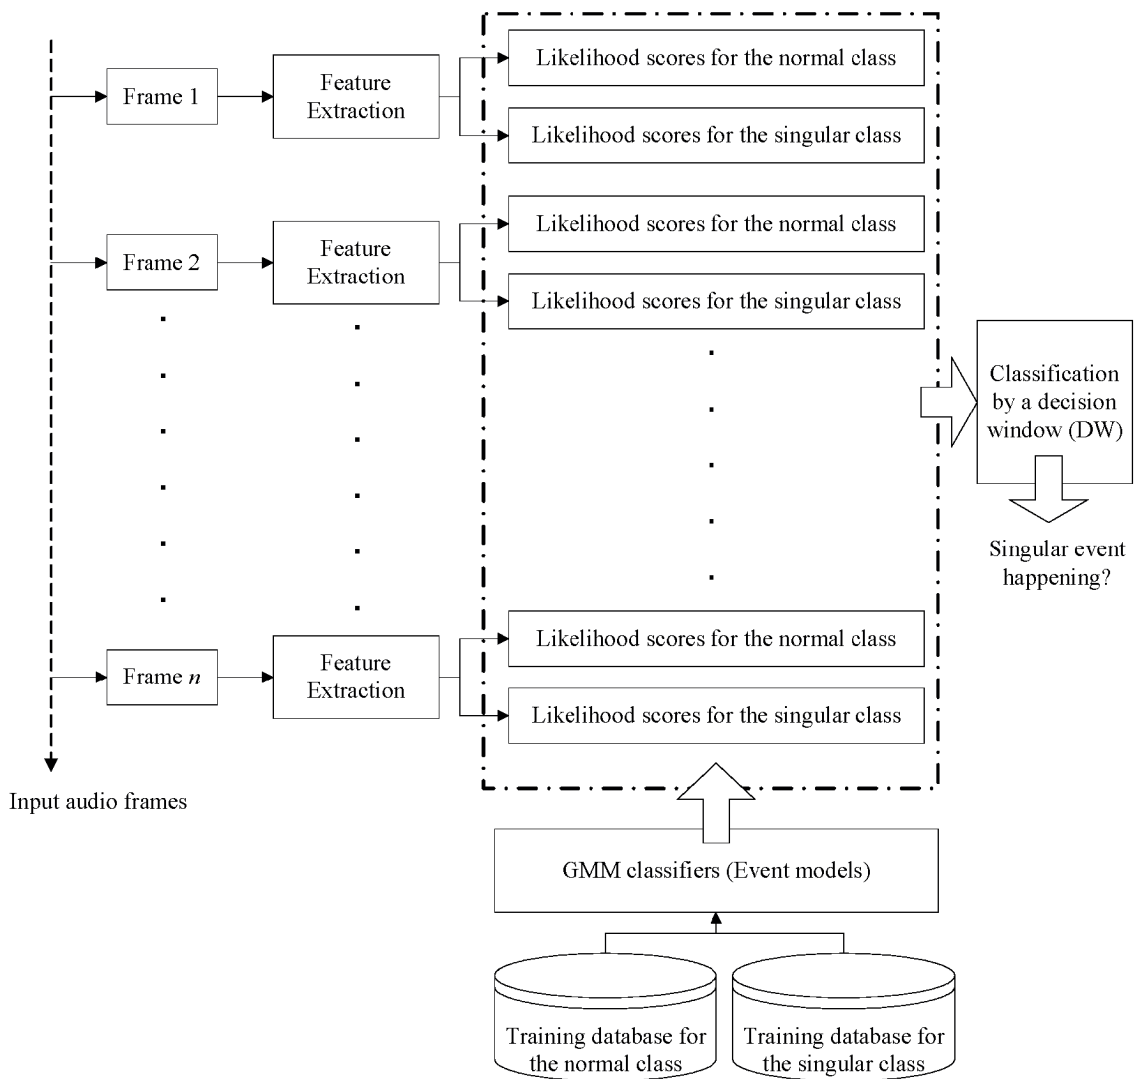 Frame 1
Feature
Extraction
Likelihood scores for the normal class
Likelihood scores for the singular class
Frame 2
Feature
Extraction
Likelihood scores for the normal class
Likelihood scores for the singular class
Classification
by a decision
window (DW)
Singular event
happening?
Frame n
Feature
Extraction
Likelihood scores for the normal class
Likelihood scores for the singular class
Input audio frames
GMM classifiers (Event models)
Training database for
the normal class
Training database for
the singular class